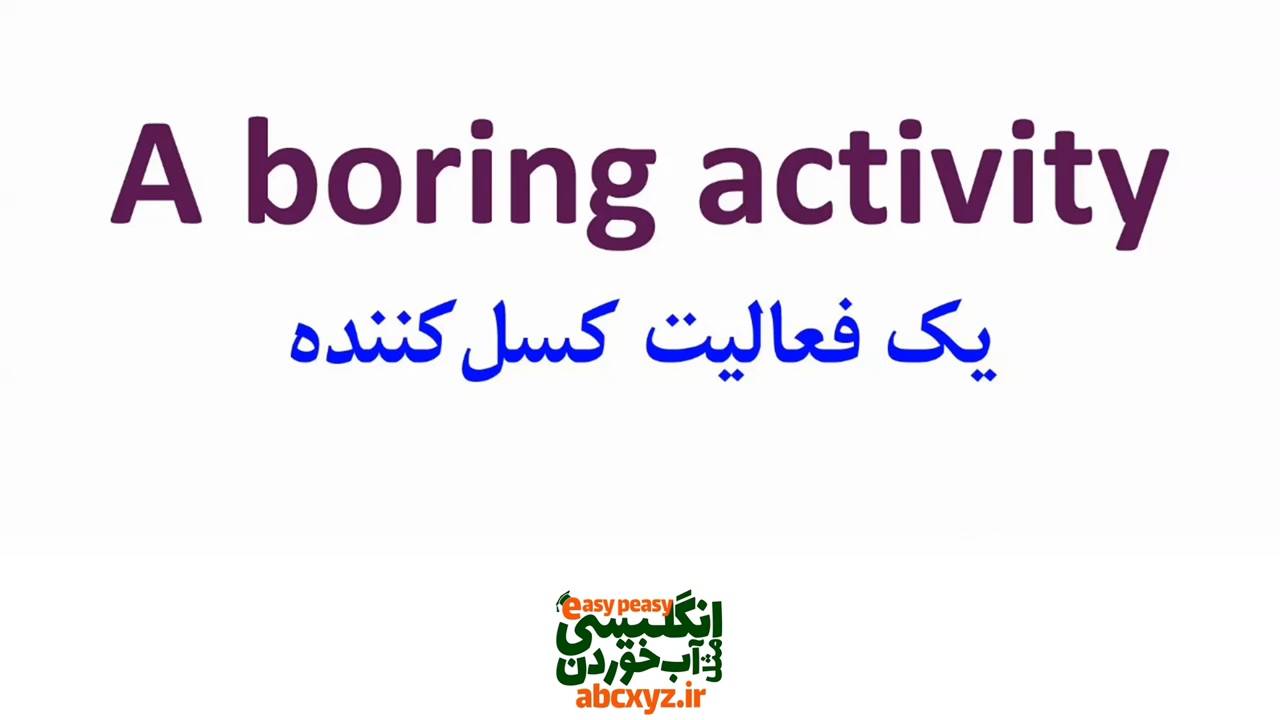 A boring activity
یک فعالیت کسل‌کننده
easy peasy
انگلیسی
مثل آب خوردن
abcxyz.ir